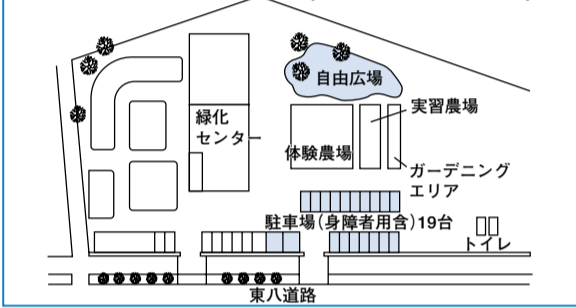 自由広場
実習農場
緑化
センター
体験農場
ガーデニング
エリア
駐車場(身障者用含)19台
トイレ
東八道路